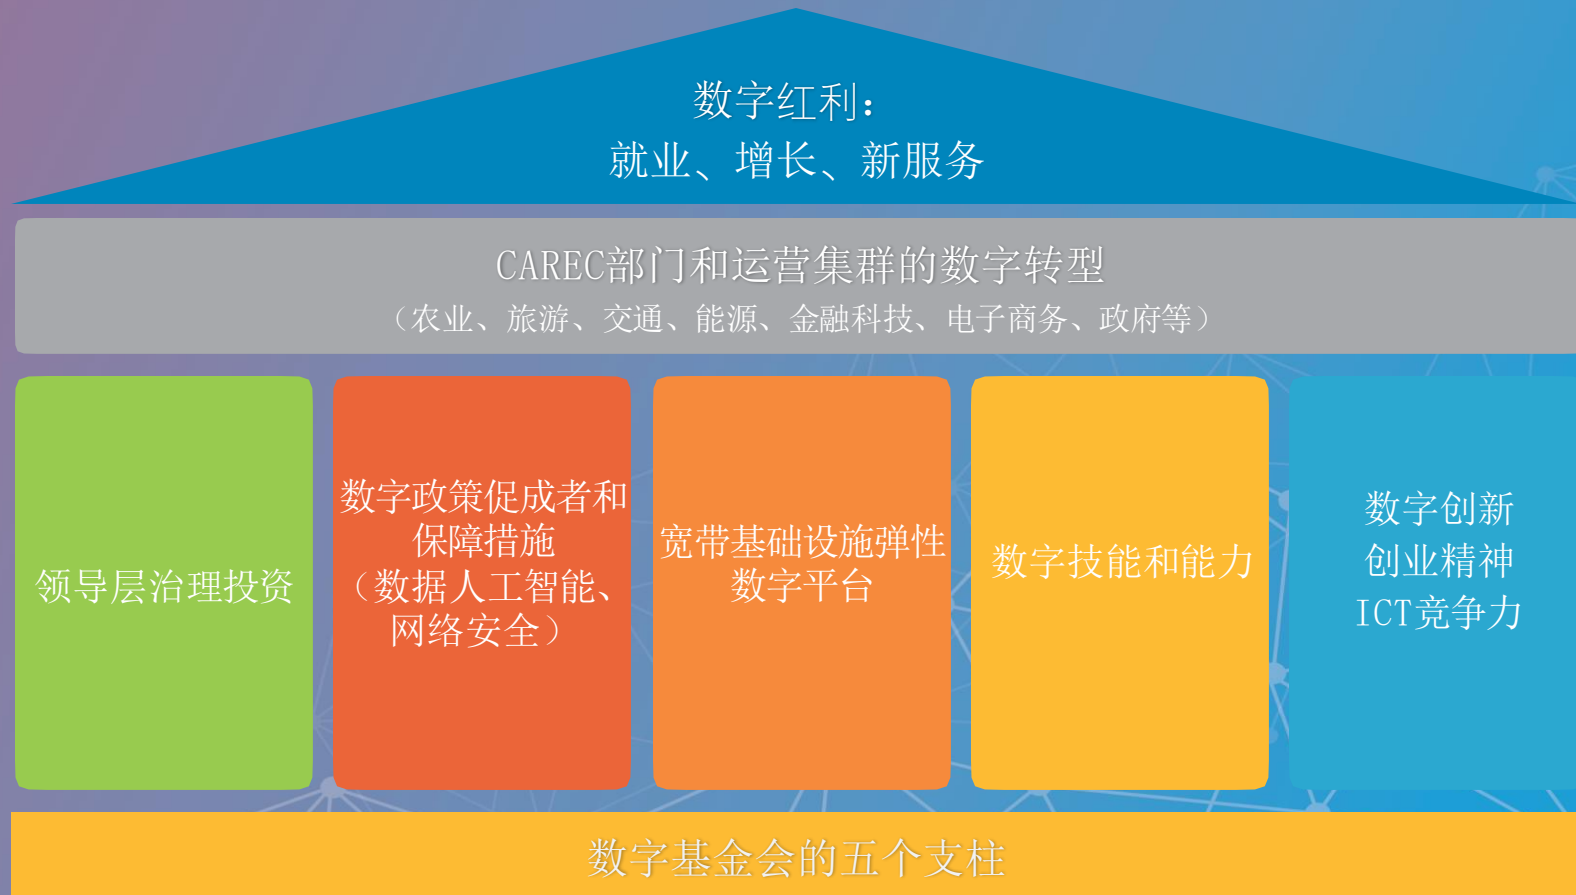 数字红利：
就业、增长、新服务
CAREC部门和运营集群的数字转型
（农业、旅游、交通、能源、金融科技、电子商务、政府等）
领导层治理投资
数字政策促成者和
保障措施
（数据人工智能、
网络安全）
宽带基础设施弹性
数字平台
数字技能和能力
数字创新
创业精神
ICT竞争力
数字基金会的五个支柱